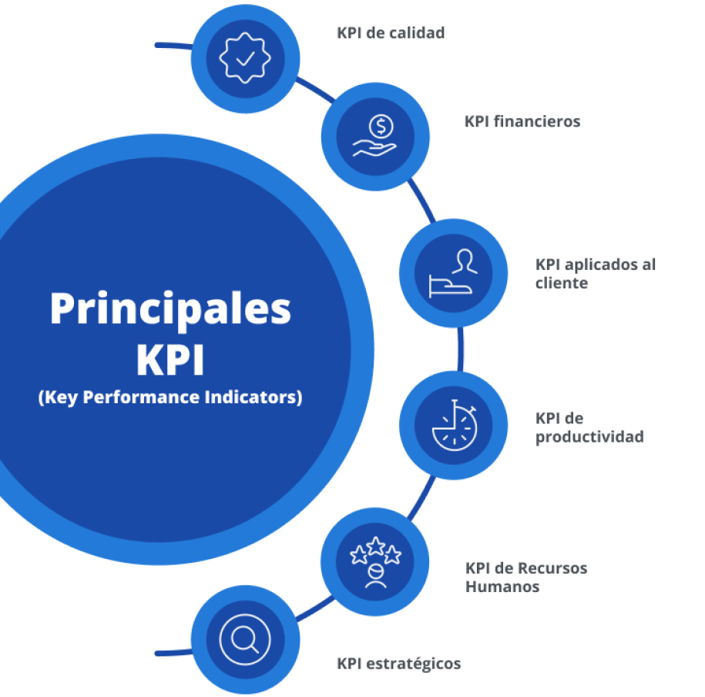 Principales
KPI
(Key Performance Indicators)
KPI de calidad
KPI financieros
KPI aplicados al
cliente
KPI de
productividad
KPI de Recursos
Humanos
KPI estratégicos